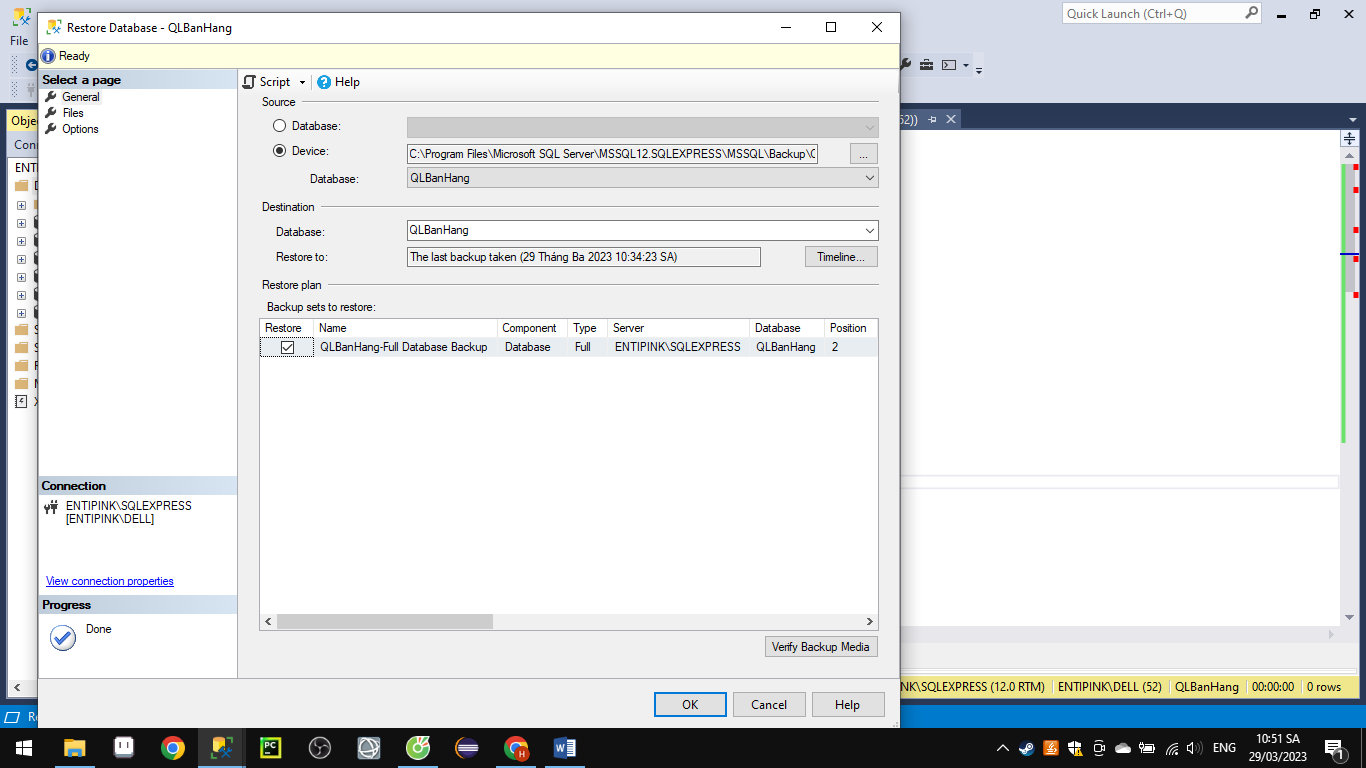 Restore Database - QLBanHang
Quick Launch (Ctrl+Q)
File
Ready
Select a page
General
Files
Options
Script
Help
Source
Database:
Device:
C:\Program Files\Microsoft SQL Server\MSSQL12.SQLEXPRESS\MSSQL\Backup\
Database:
QLBanHang
Destination
Database:
QLBanHang
Restore to:
The last backup taken (29 Tháng Ba 2023 10:34:23 SA)
Timeline...
Restore plan
Backup sets to restore:
Restore Name Component Type Server Database Position
QLBanHang-Full Database Backup Database Full ENTIPINK\SQLEXPRESS QLBanHang 2
Connection
ENTIPINK\SQLEXPRESS
[ENTIPINK\DELL]
View connection properties
Progress
Done
Verify Backup Media
OK
Cancel
Help
NK\SQLEXPRESS (12.0 RTM) ENTIPINK\DELL (52) QLBanHang 00:00:00 0 rows
ENG
10:51 SA
29/03/2023
1